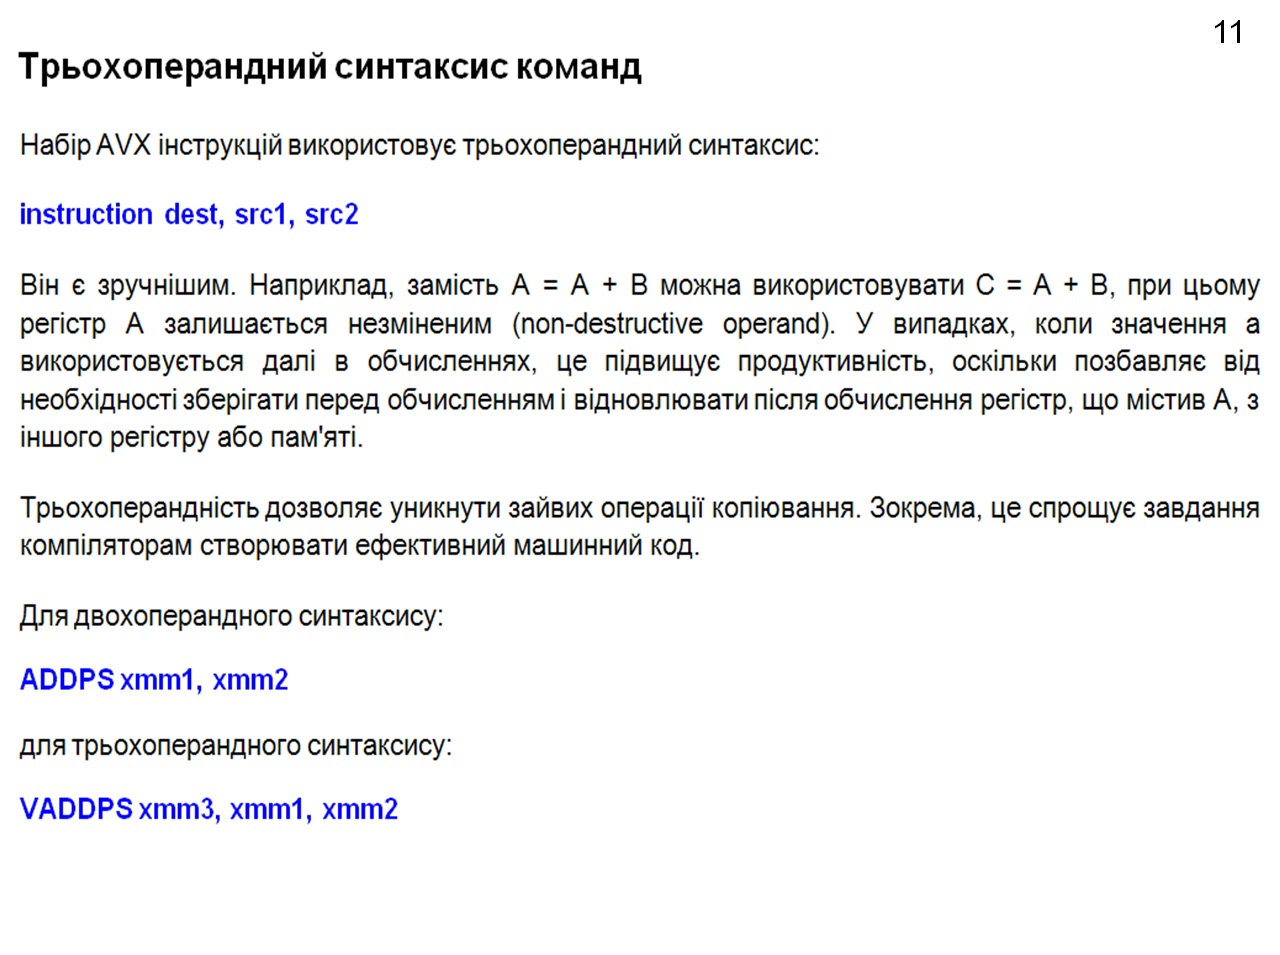 11
Трьохоперандний синтаксис команд
Набір AVX інструкцій використовує трьохоперандний синтаксис:
instruction dest, src1, src2
Він є зручнішим. Наприклад, замість A = A + B можна використовувати C = A + B, при цьому
регістр A залишається незміненим (non-destructive operand). У випадках, коли значення а
використовується далі в обчисленнях, це підвищує продуктивність, оскільки позбавляє від
необхідності зберігати перед обчисленням і відновлювати після обчислення регістр, що містив А, з
іншого регістру або пам'яті.
Трьохоперандність дозволяє уникнути зайвих операції копіювання. Зокрема, це спрощує завдання
компіляторам створювати ефективний машинний код.
Для двохоперандного синтаксису:
ADDPS xmm1, xmm2
для трьохоперандного синтаксису:
VADDPS xmm3, xmm1, xmm2